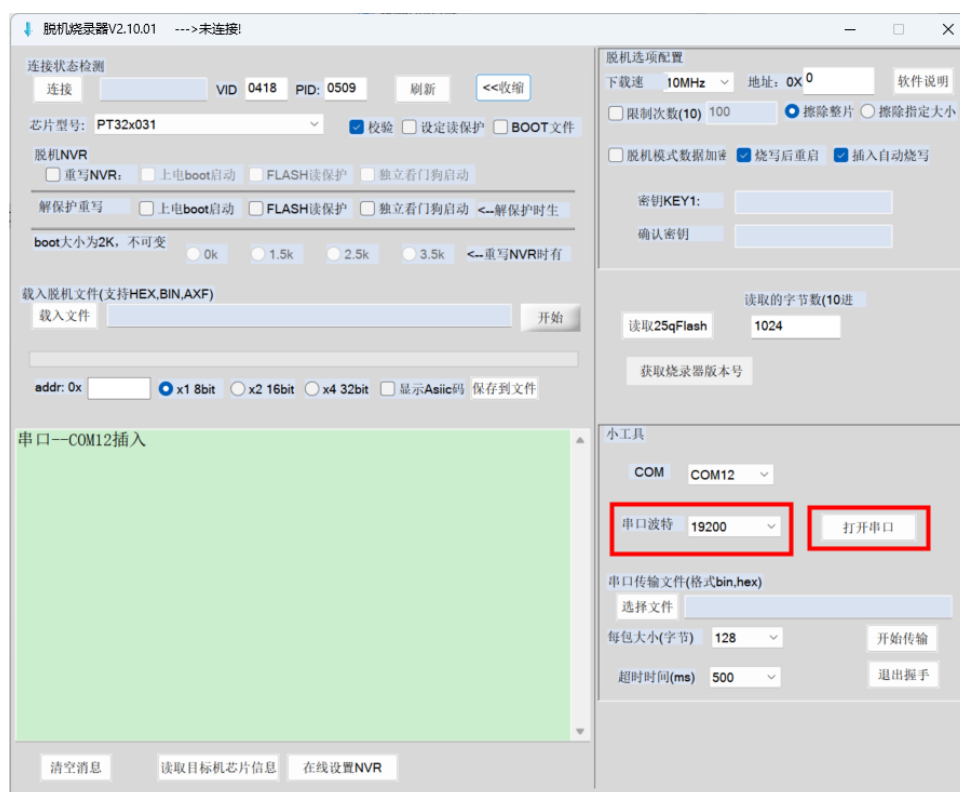 脱机烧录器V2.10.01 --->未连接!
连接状态检测
连接 VID 0418 PID: 0509 刷新 <<收缩
芯片型号: PT32x031 校验 设定读保护 BOOT文件
脱机NVR
重写NVR: 上电boot启动 FLASH读保护 独立看门狗启动
解保护重写 上电boot启动 FLASH读保护 独立看门狗启动 <--解保护时生
boot大小为2K, 不可变
0k 1.5k 2.5k 3.5k <--重写NVR时有
载入脱机文件(支持HEX,BIN,AXF)
载入文件 开始
addr: 0x x1 8bit x2 16bit x4 32bit 显示Asiic码 保存到文件
串口--COM12插入
清空消息 读取目标机芯片信息 在线设置NVR
脱机选项配置
下载速 10MHz 地址: 0X 0 软件说明
限制次数(10) 100 擦除整片 擦除指定大小
脱机模式数据加密 烧写后重启 插入自动烧写
密钥KEY1:
确认密钥
读取的字节数(10进
读取25qFlash 1024
获取烧录器版本号
小工具
COM COM12
串口波特 19200 打开串口
串口传输文件(格式bin,hex)
选择文件
每包大小(字节) 128 开始传输
超时时间(ms) 500 退出握手